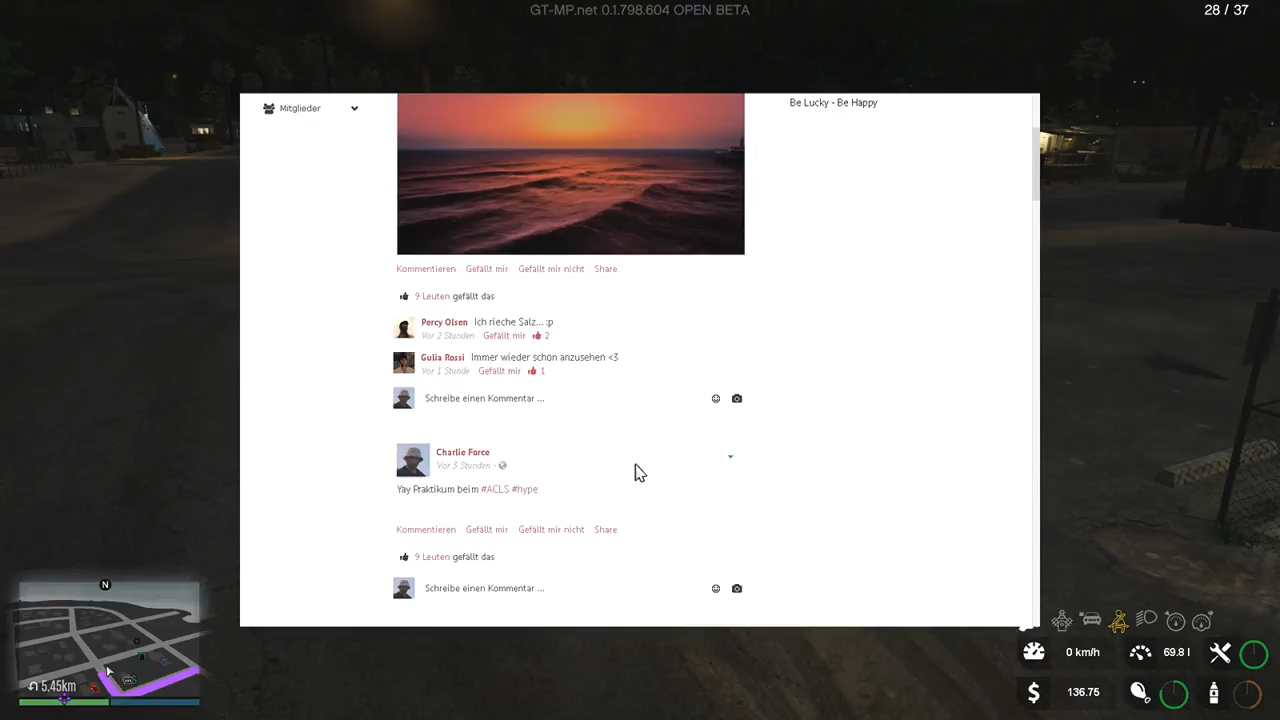 GT-MP.net 0.1.798.604 OPEN BETA
28 / 37
Mitglieder
Be Lucky - Be Happy
Kommentieren Gefällt mir Gefällt mir nicht Share
9 Leuten gefällt das
Percy Olsen Ich rieche Salz... :p
Vor 2 Stunden Gefällt mir 2
Gulia Rossi Immer wieder schön anzusehen <3
Vor 1 Stunde Gefällt mir 1
Schreibe einen Kommentar ...
Charlie Force
Vor 3 Stunden -
Yay Praktikum beim #ACLS #hype
Kommentieren Gefällt mir Gefällt mir nicht Share
9 Leuten gefällt das
Schreibe einen Kommentar ...
N
5.45km
0 km/h
69.8 l
$ 136.75